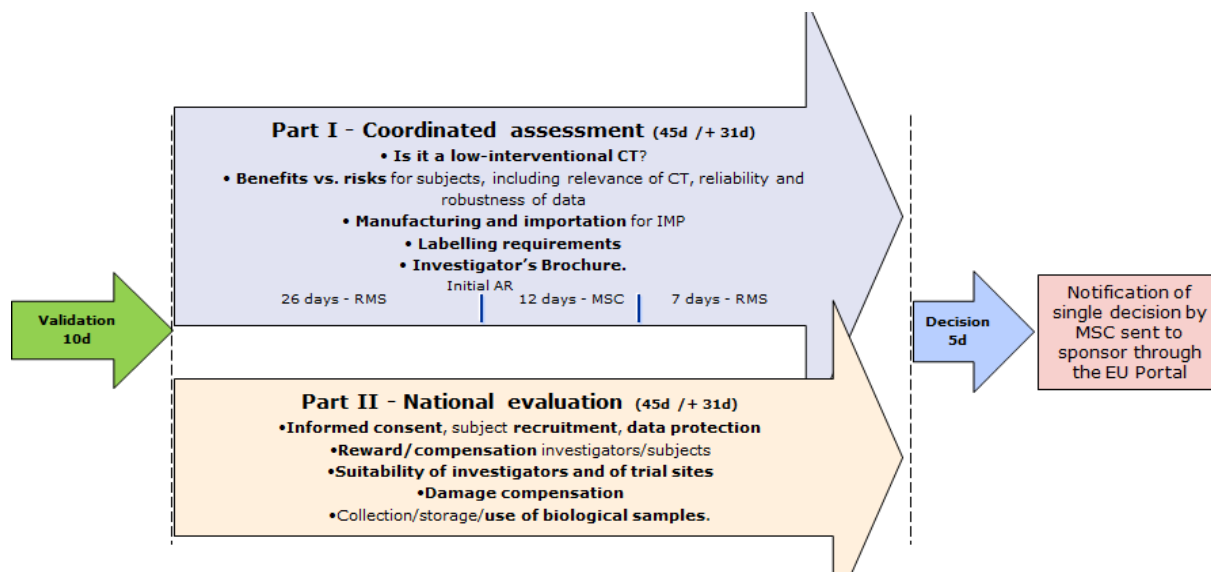 Part I - Coordinated assessment (45d /+ 31d)
• Is it a low-interventional CT?
• Benefits vs. risks for subjects, including relevance of CT, reliability and
robustness of data
• Manufacturing and importation for IMP
• Labelling requirements
• Investigator's Brochure.
Initial AR
26 days - RMS
12 days - MSC
7 days - RMS
Validation
10d
Part II - National evaluation (45d /+ 31d)
•Informed consent, subject recruitment, data protection
•Reward/compensation investigators/subjects
•Suitability of investigators and of trial sites
•Damage compensation
•Collection/storage/use of biological samples.
Decision
5d
Notification of
single decision by
MSC sent to
sponsor through
the EU Portal